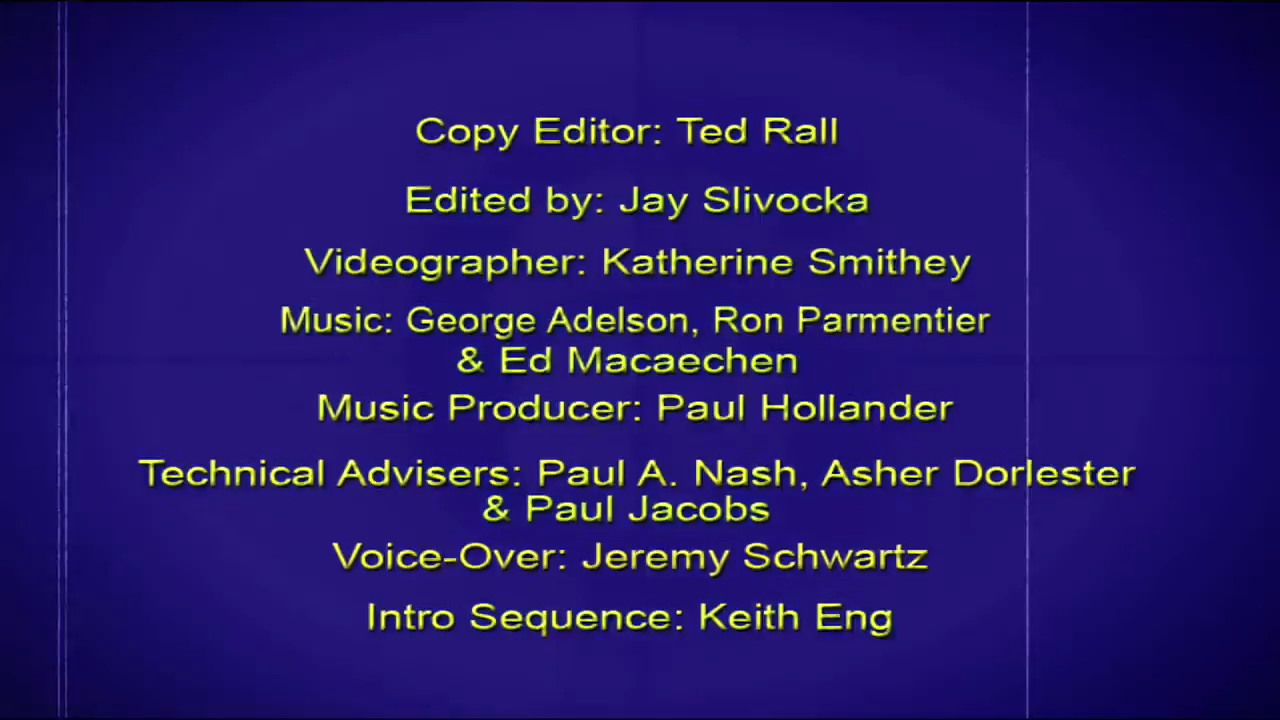 Copy Editor: Ted Rall
Edited by: Jay Slivocka
Videographer: Katherine Smithey
Music: George Adelson, Ron Parmentier
& Ed Macaechen
Music Producer: Paul Hollander
Technical Advisers: Paul A. Nash, Asher Dorlester
& Paul Jacobs
Voice-Over: Jeremy Schwartz
Intro Sequence: Keith Eng